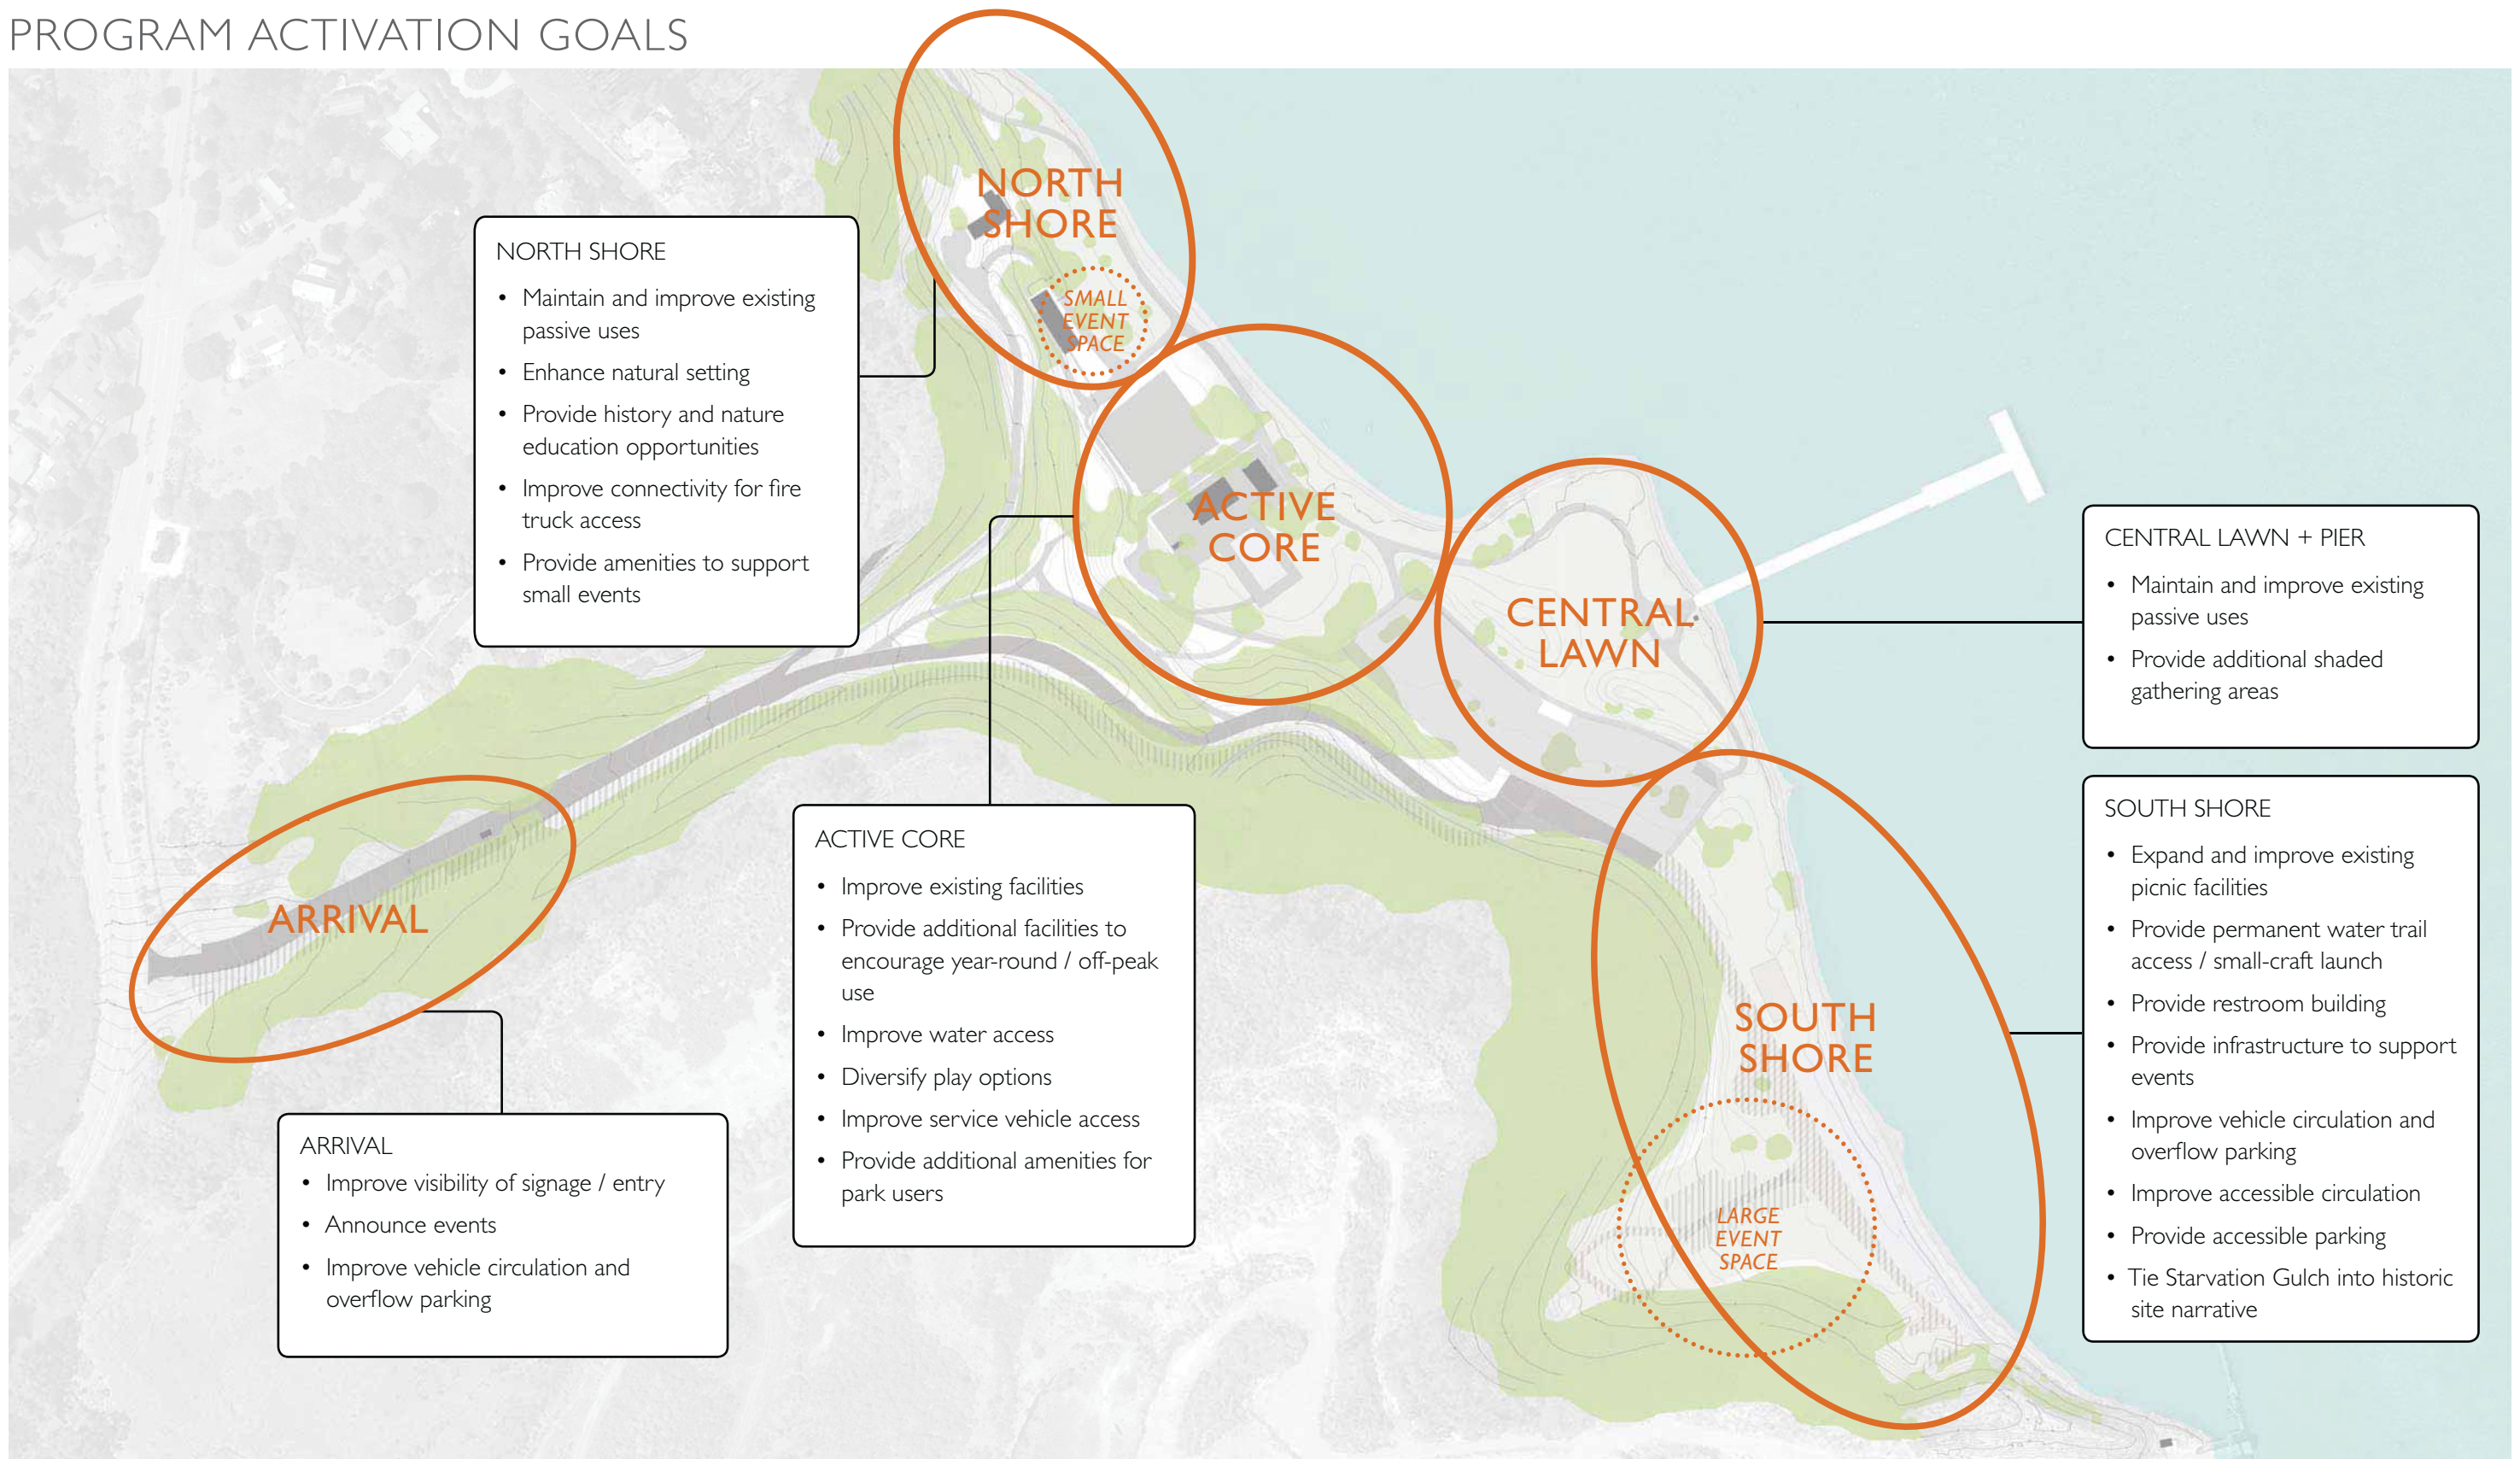 PROGRAM ACTIVATION GOALS
NORTH
SHORE
SMALL
EVENT
SPACE
NORTH SHORE
• Maintain and improve existing
passive uses
• Enhance natural setting
• Provide history and nature
education opportunities
• Improve connectivity for fire
truck access
• Provide amenities to support
small events
ACTIVE
CORE
CENTRAL
LAWN
CENTRAL LAWN + PIER
• Maintain and improve existing
passive uses
• Provide additional shaded
gathering areas
ARRIVAL
ACTIVE CORE
• Improve existing facilities
• Provide additional facilities to
encourage year-round / off-peak
use
• Improve water access
• Diversify play options
• Improve service vehicle access
• Provide additional amenities for
park users
SOUTH SHORE
• Expand and improve existing
picnic facilities
• Provide permanent water trail
access / small-craft launch
• Provide restroom building
• Provide infrastructure to support
events
• Improve vehicle circulation and
overflow parking
• Improve accessible circulation
• Provide accessible parking
• Tie Starvation Gulch into historic
site narrative
SOUTH
SHORE
LARGE
EVENT
SPACE
ARRIVAL
• Improve visibility of signage / entry
• Announce events
• Improve vehicle circulation and
overflow parking